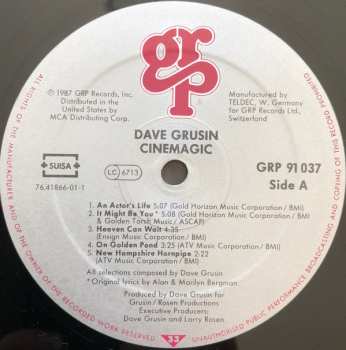 grp
© 1987 GRP Records, Inc.
Distributed in the
United States by
MCA Distributing Corp.
Manufactured by
TELDEC, W. Germany
for GRP Records Ltd.,
Switzerland
DAVE GRUSIN
CINEMAGIC
SUISA
LC 6713
GRP 91 037
Side A
76.41866-01-1
1 An Actor's Life 5:07 (Gold Horizon Music Corporation / BMI)
2 It Might Be You* 5:08 (Gold Horizon Music Corporation / BMI
& Golden Torch Music / ASCAP)
3 Heaven Can Wait 4:23
(Ensign Music Corporation / BMI)
4 On Golden Pond 3:25 (ATV Music Corporation / BMI)
5 New Hampshire Hornpipe 2:22
(ATV Music Corporation / BMI)
All selections composed by Dave Grusin
* Original lyrics by Alan & Marilyn Bergman
Produced by Dave Grusin for
Grusin / Rosen Productions
Executive Producers:
Dave Grusin and Larry Rosen
ALL RIGHTS OF THE MANUFACTURER AND OF THE OWNER OF THE RECORDED WORK RESERVED
33
UNAUTHORISED PUBLIC PERFORMANCE BROADCASTING AND COPYING OF THIS RECORD PROHIBITED